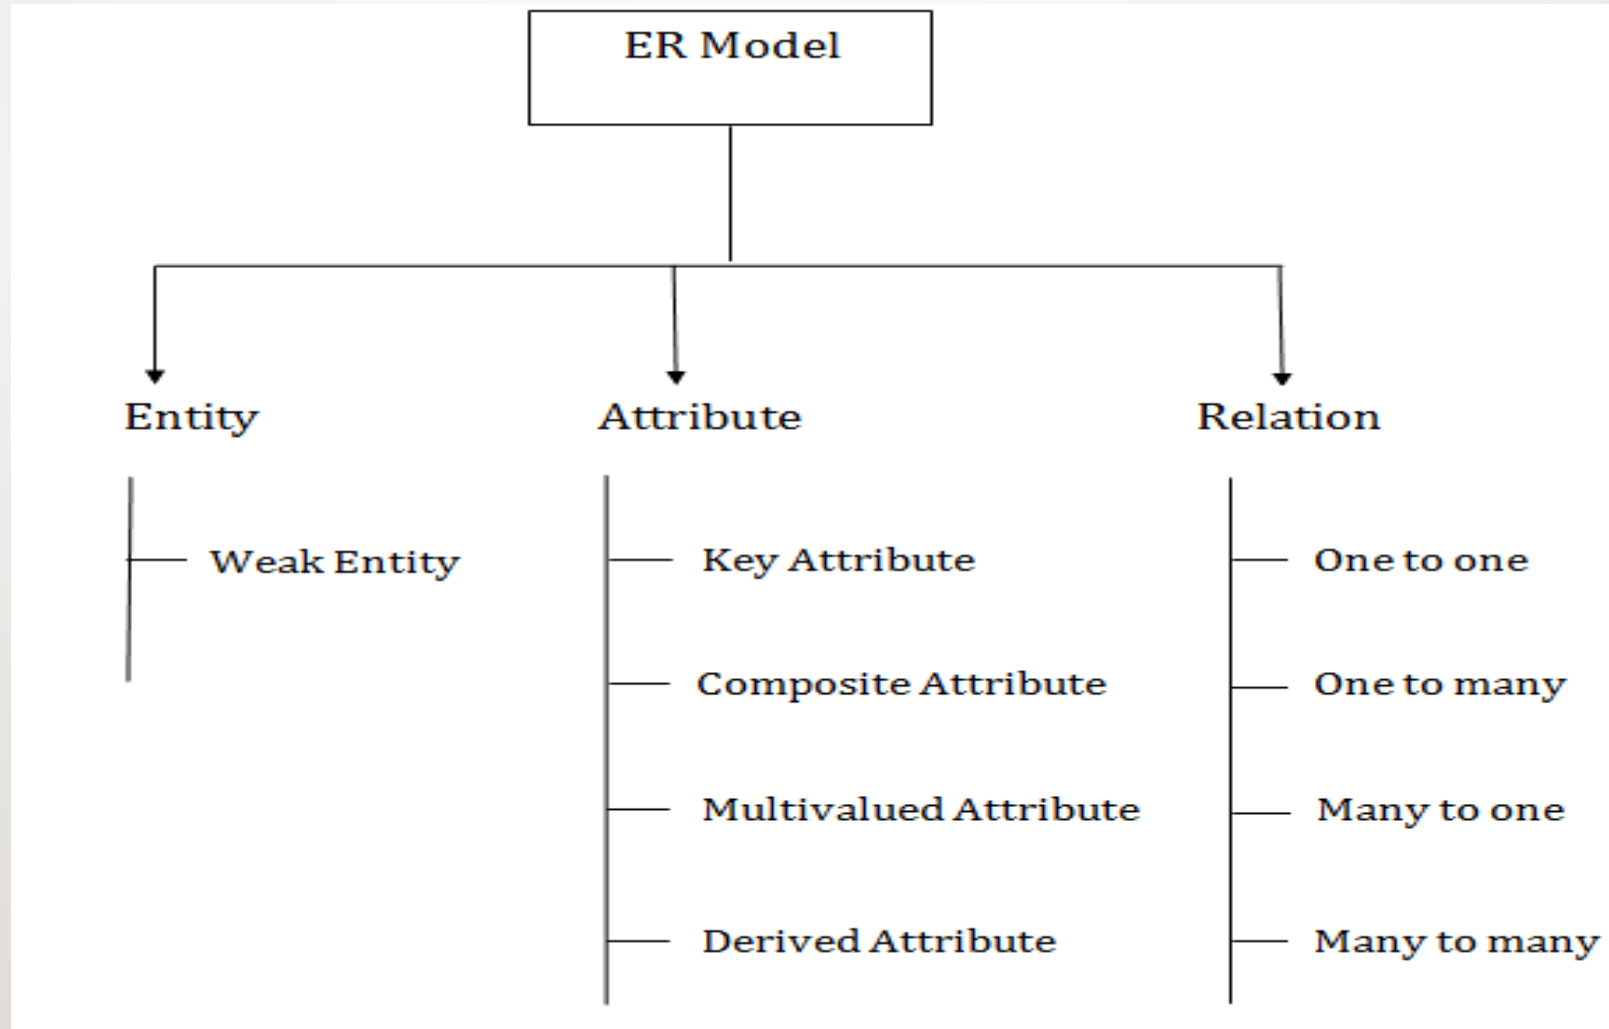 ER Model
Entity
Attribute
Relation
Weak Entity
Key Attribute
One to one
Composite Attribute
One to many
Multivalued Attribute
Many to one
Derived Attribute
Many to many